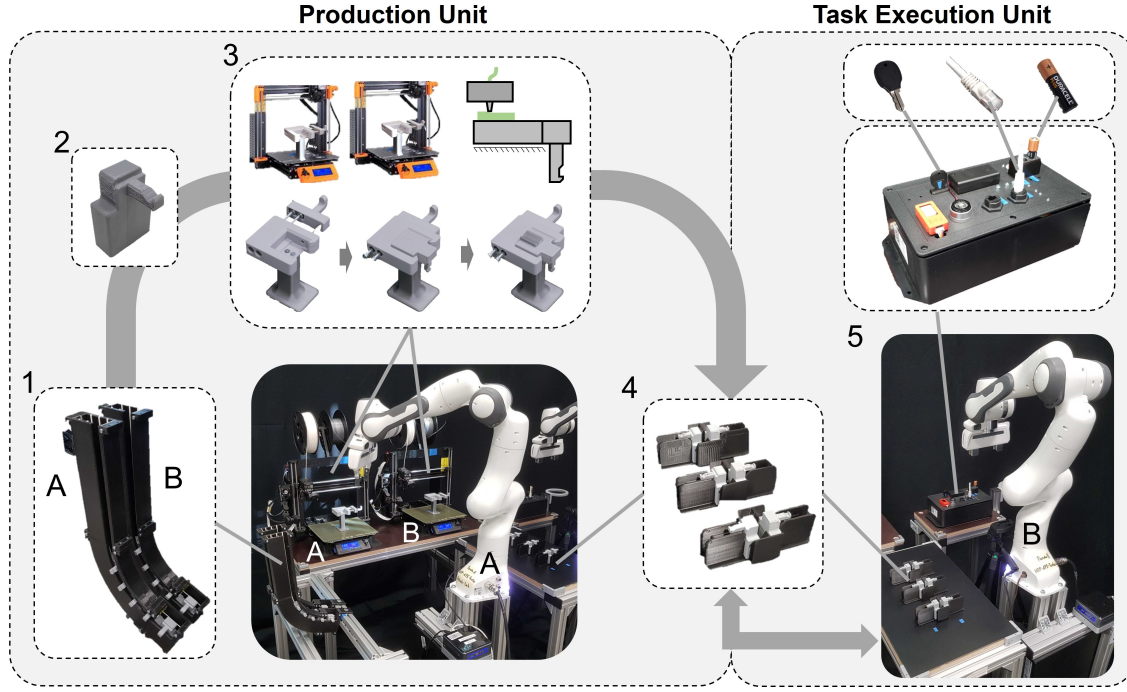 Production Unit
Task Execution Unit
3
2
DURACELL
1
A
B
A
B
A
4
5
B